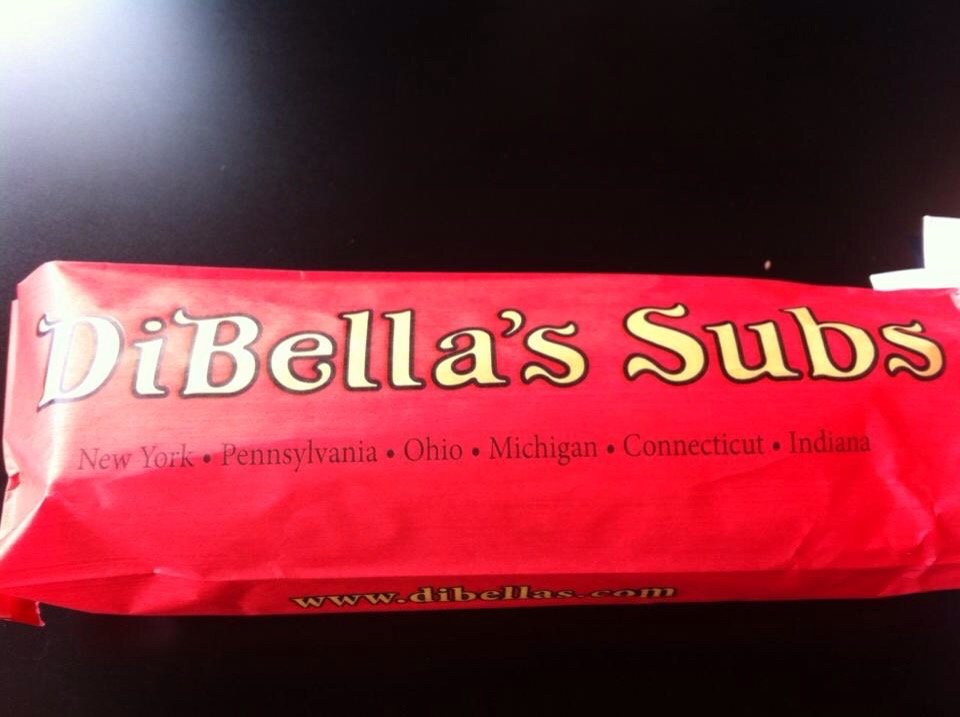 DiBella's Subs
New York • Pennsylvania • Ohio • Michigan • Connecticut • Indiana
www.dibellas.com